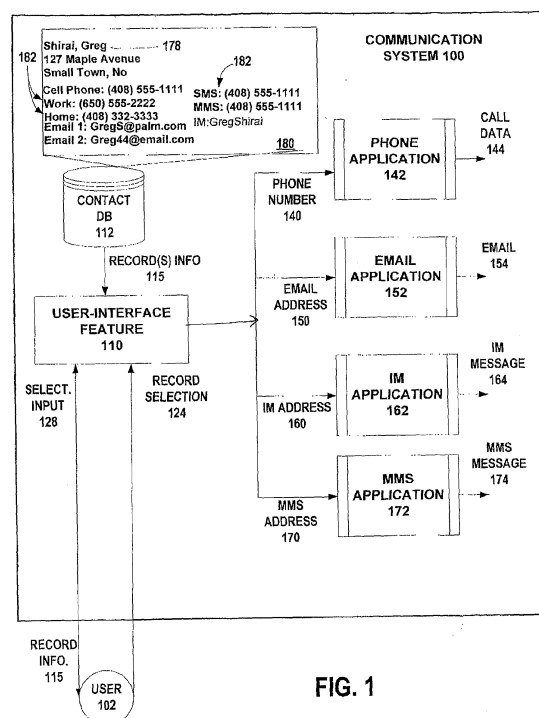 Shirai, Greg
178
127 Maple Avenue
Small Town, No
182
Cell Phone: (408) 555-1111
Work: (650) 555-2222
Home: (408) 332-3333
Email 1: GregS@palm.com
Email 2: Greg44@email.com
182
SMS: (408) 555-1111
MMS: (408) 555-1111
IM:GregShirai
180
COMMUNICATION
SYSTEM 100
CONTACT
DB
112
RECORD(S) INFO
115
USER-INTERFACE
FEATURE
110
SELECT.
INPUT
128
RECORD
SELECTION
124
PHONE
NUMBER
140
PHONE
APPLICATION
142
CALL
DATA
144
EMAIL
ADDRESS
150
EMAIL
APPLICATION
152
EMAIL
154
IM ADDRESS
160
IM
APPLICATION
162
IM
MESSAGE
164
MMS
ADDRESS
170
MMS
APPLICATION
172
MMS
MESSAGE
174
RECORD
INFO.
115
USER
102
FIG. 1